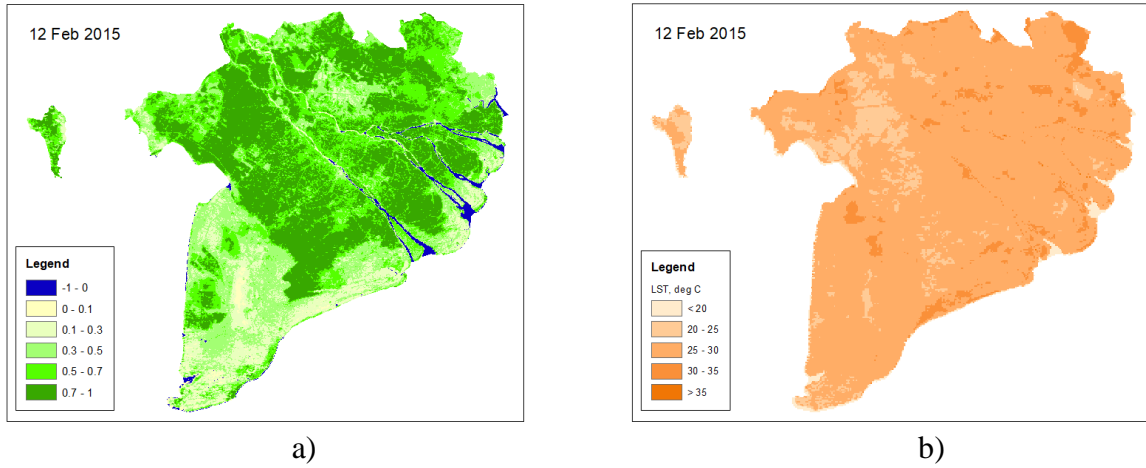 12 Feb 2015
Legend
-1 - 0
0 - 0.1
0.1 - 0.3
0.3 - 0.5
0.5 - 0.7
0.7 - 1
a)
12 Feb 2015
Legend
LST, deg C
< 20
20 - 25
25 - 30
30 - 35
> 35
b)